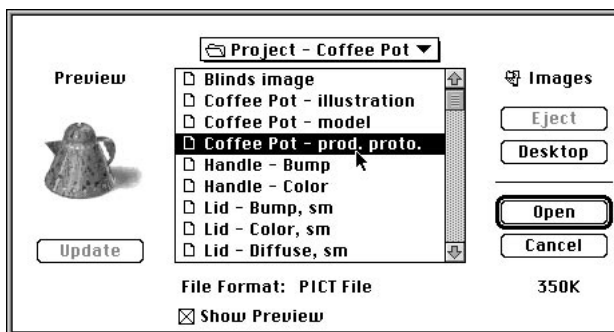 Project - Coffee Pot
Preview
Images
Blinds image
Coffee Pot - illustration
Coffee Pot - model
Coffee Pot - prod. proto.
Handle - Bump
Handle - Color
Lid - Bump, sm
Lid - Color, sm
Lid - Diffuse, sm
Eject
Desktop
Open
Cancel
Update
File Format: PICT File
350K
Show Preview